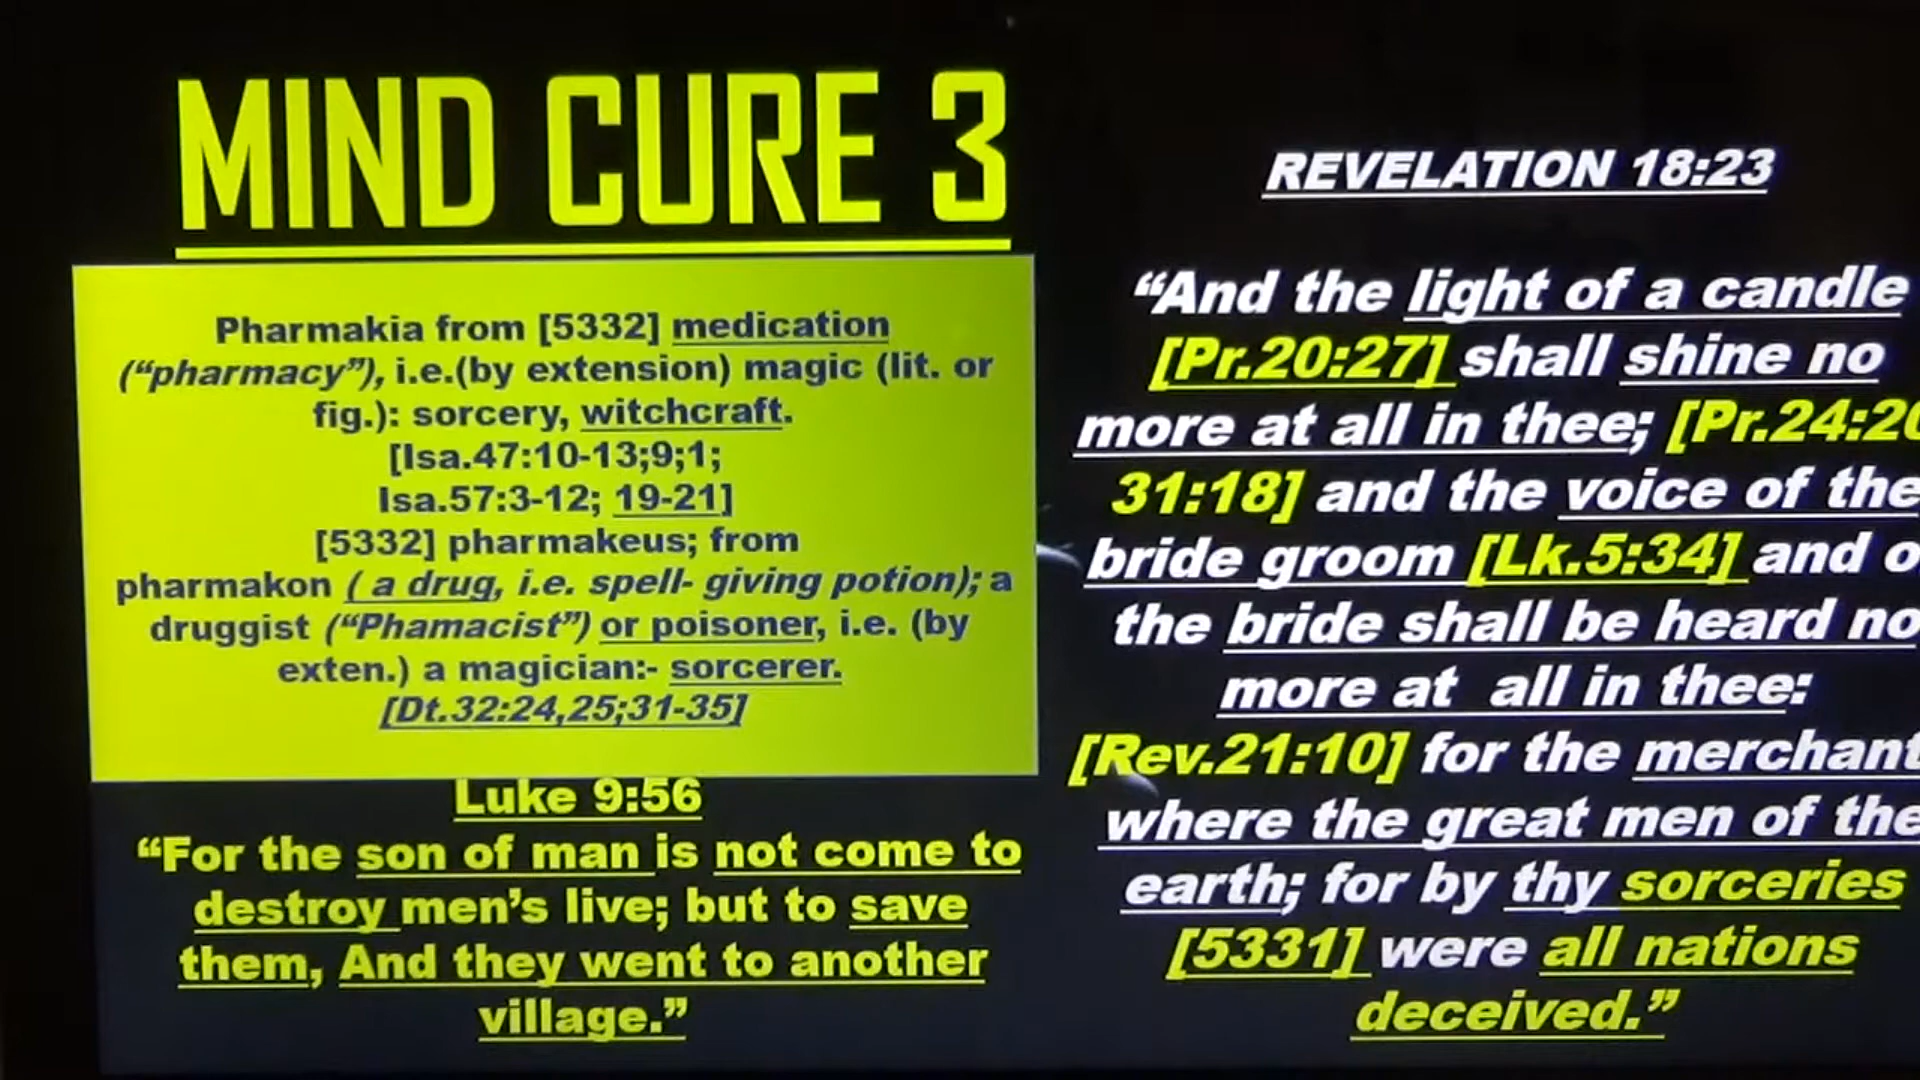 MIND CURE 3
Pharmakia from [5332] medication
(“pharmacy”), i.e.(by extension) magic (lit. or
fig.): sorcery, witchcraft.
[Isa.47:10-13;9;1;
Isa.57:3-12; 19-21]
[5332] pharmakeus; from
pharmakon ( a drug, i.e. spell- giving potion); a
druggist (“Phamacist”) or poisoner, i.e. (by
exten.) a magician:- sorcerer.
[Dt.32:24,25;31-35]
Luke 9:56
“For the son of man is not come to
destroy men’s live; but to save
them, And they went to another
village.”
REVELATION 18:23
“And the light of a candle
[Pr.20:27] shall shine no
more at all in thee; [Pr.24:20
31:18] and the voice of the
bride groom [Lk.5:34] and o
the bride shall be heard no
more at all in thee:
[Rev.21:10] for the merchant
where the great men of the
earth; for by thy sorceries
[5331] were all nations
deceived.”